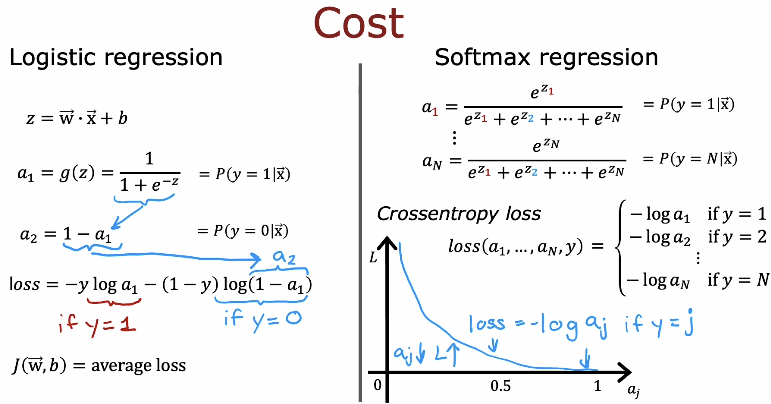 Cost
Logistic regression
z = w⃗ · x⃗ + b
a₁ = g(z) = 1 / (1 + e⁻ᶻ) = P(y = 1|x⃗)
a₂ = 1 − a₁ = P(y = 0|x⃗)
a₂
loss = −y log a₁ − (1 − y) log(1 − a₁)
if y=1 if y=0
J(w⃗, b) = average loss
Softmax regression
a₁ = e^(z₁) / (e^(z₁) + e^(z₂) + ⋯ + e^(z_N)) = P(y = 1|x⃗)
⋮
a_N = e^(z_N) / (e^(z₁) + e^(z₂) + ⋯ + e^(z_N)) = P(y = N|x⃗)
Crossentropy loss
loss(a₁, …, a_N, y) = { −log a₁ if y = 1
−log a₂ if y = 2
⋮
−log a_N if y = N
L
loss = -log aⱼ if y=j
aⱼ↓ L↑
0 0.5 1 aⱼ